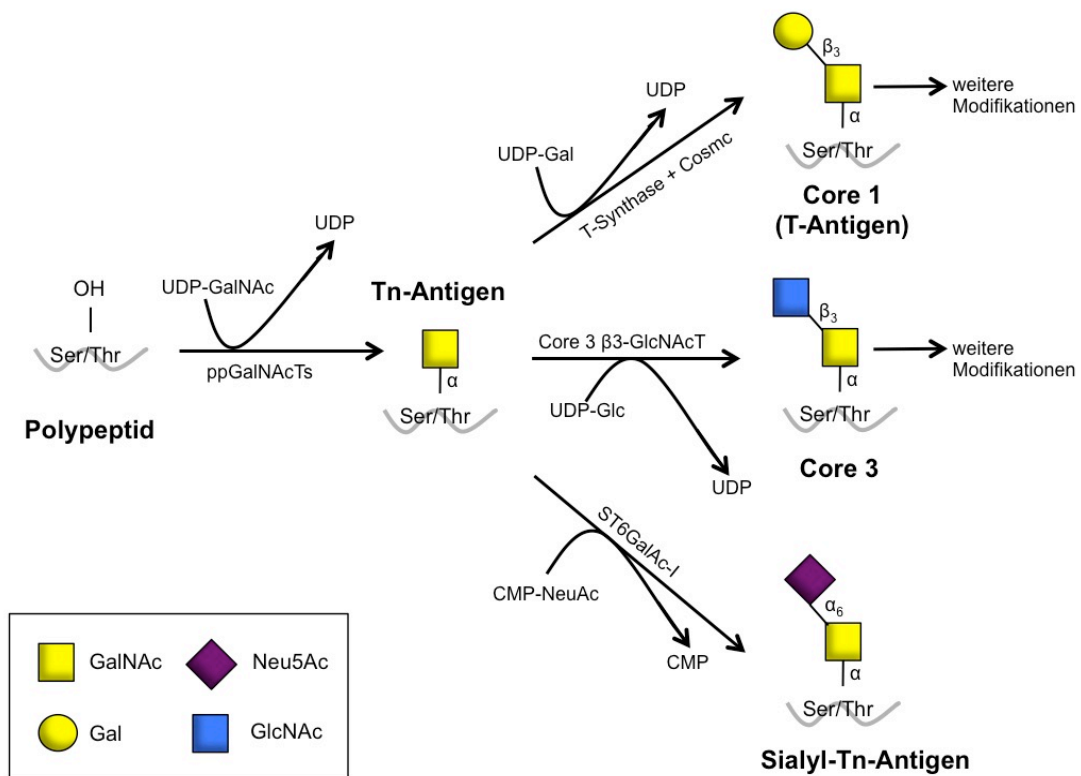 OH
Ser/Thr
Polypeptid
UDP-GalNAc
UDP
ppGalNAcTs
Tn-Antigen
α
Ser/Thr
UDP-Gal
UDP
T-Synthase + Cosmc
β3
α
Ser/Thr
Core 1
(T-Antigen)
weitere
Modifikationen
Core 3 β3-GlcNAcT
UDP-Glc
UDP
β3
α
Ser/Thr
Core 3
weitere
Modifikationen
ST6GalAc-I
CMP-NeuAc
CMP
α6
α
Ser/Thr
Sialyl-Tn-Antigen
GalNAc
Neu5Ac
Gal
GlcNAc